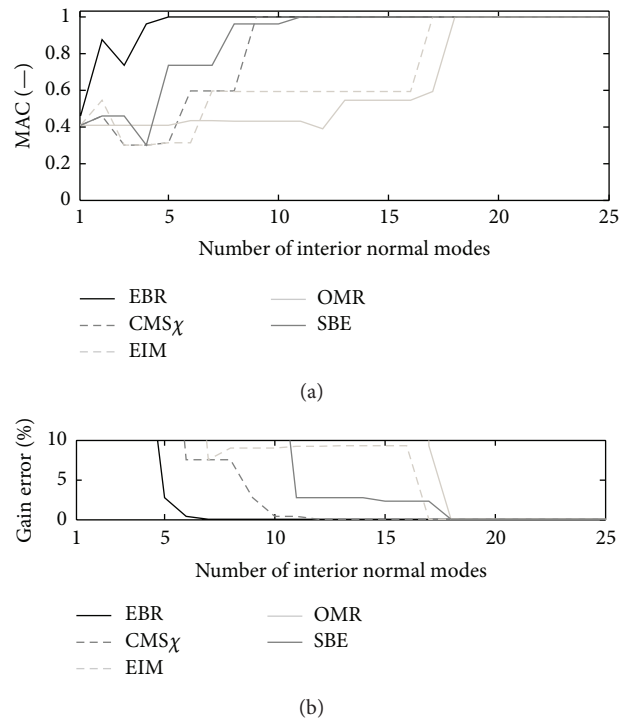 MAC (—)
1
0.8
0.6
0.4
0.2
0
1 5 10 15 20 25
Number of interior normal modes
EBR OMR
CMSχ SBE
EIM
(a)
Gain error (%)
10
5
0
1 5 10 15 20 25
Number of interior normal modes
EBR OMR
CMSχ SBE
EIM
(b)